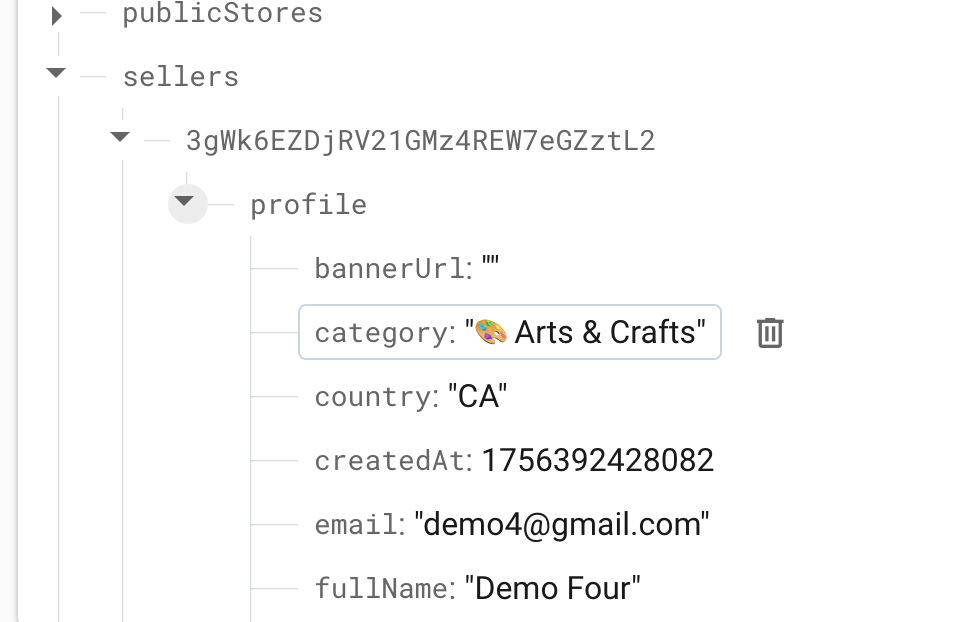 publicStores
sellers
3gWk6EZDjRV21GMz4REW7eGZztL2
profile
bannerUrl: ""
category: "🎨 Arts & Crafts"
country: "CA"
createdAt: 1756392428082
email: "demo4@gmail.com"
fullName: "Demo Four"